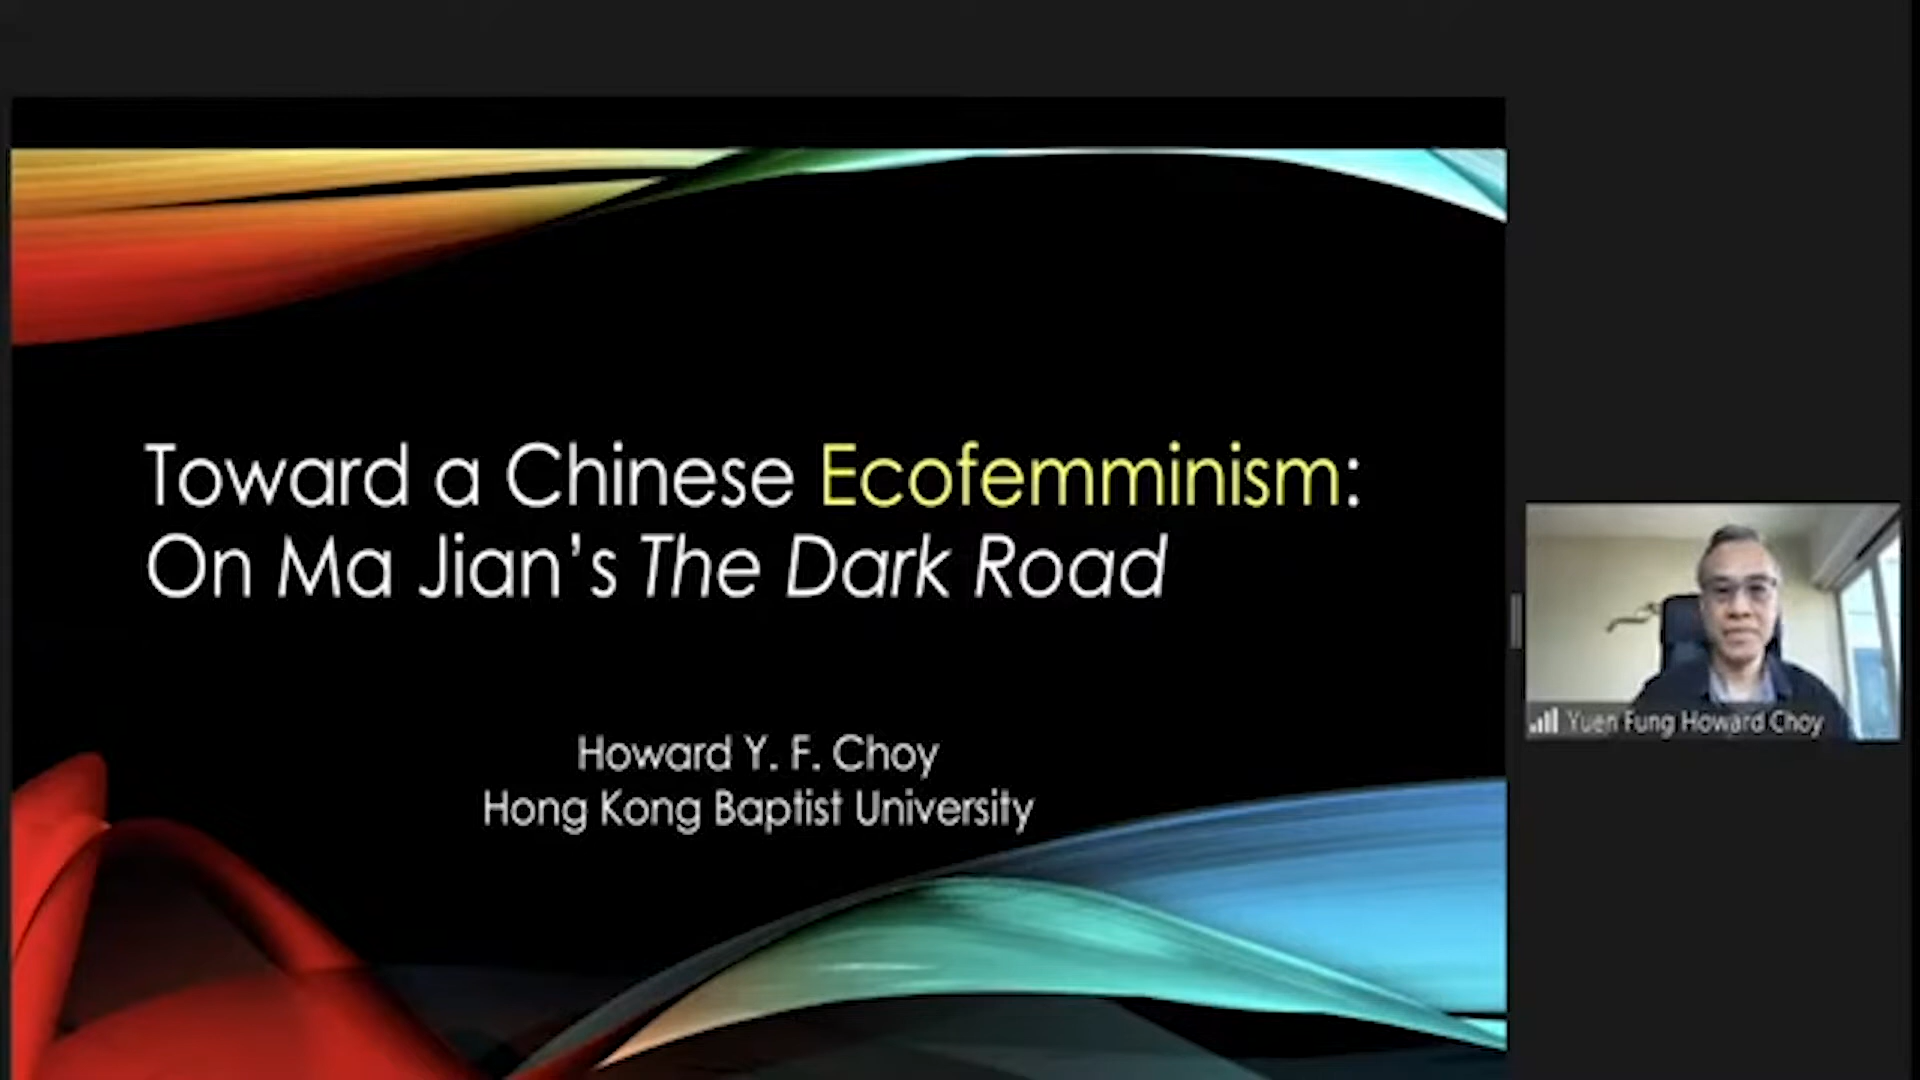 Toward a Chinese Ecofemminism:
On Ma Jian's The Dark Road
Howard Y. F. Choy
Hong Kong Baptist University
Yuen Fung Howard Choy